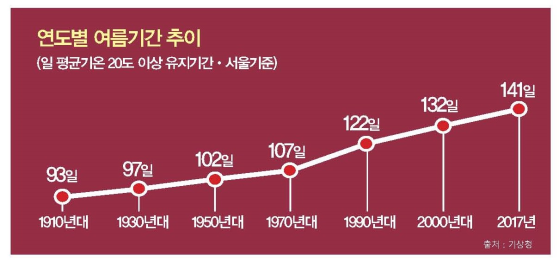 연도별 여름기간 추이
(일 평균기온 20도 이상 유지기간·서울기준)
93일 97일 102일 107일 122일 132일 141일
1910년대 1930년대 1950년대 1970년대 1990년대 2000년대 2017년
출처 : 기상청